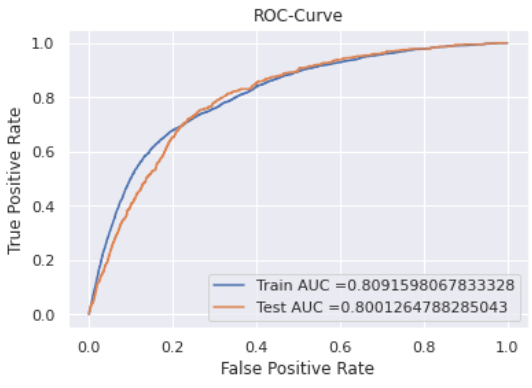 ROC-Curve
True Positive Rate
1.0
0.8
0.6
0.4
0.2
0.0
Train AUC =0.8091598067833328
Test AUC =0.8001264788285043
0.0 0.2 0.4 0.6 0.8 1.0
False Positive Rate